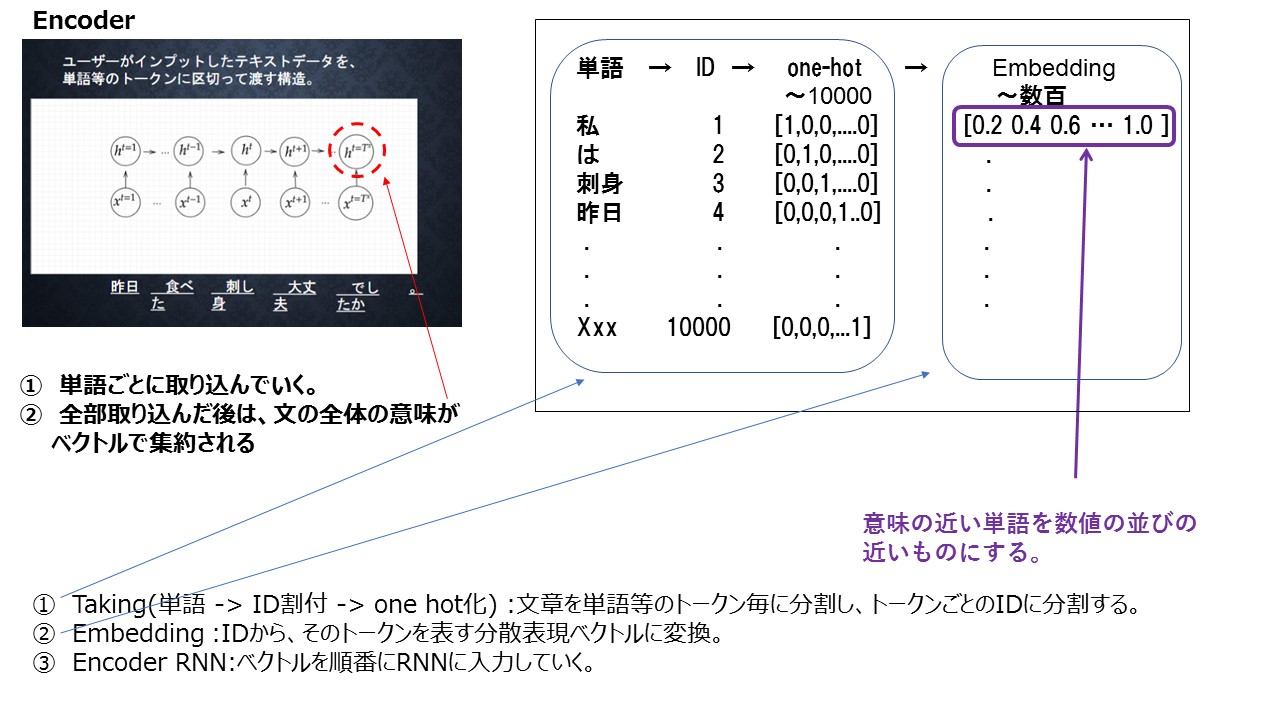 Encoder
ユーザーがインプットしたテキストデータを、
単語等のトークンに区切って渡す構造。
h^{t=1} … h^{t-1} h^{t} h^{t+1} … h^{t=T^x}
x^{t=1} … x^{t-1} x^{t} x^{t+1} … x^{t=T^x}
昨日 食べ 刺し 大丈 でし 。
た 身 夫 たか
① 単語ごとに取り込んでいく。
② 全部取り込んだ後は、文の全体の意味が
ベクトルで集約される
単語 → ID → one-hot → Embedding
～10000 ～数百
私 1 [1,0,0,....0] [0.2 0.4 0.6 … 1.0 ]
は 2 [0,1,0,....0] .
刺身 3 [0,0,1,....0] .
昨日 4 [0,0,0,1..0] .
. . . .
. . . .
. . . .
Xxx 10000 [0,0,0,...1]
意味の近い単語を数値の並びの
近いものにする。
① Taking(単語 -> ID割付 -> one hot化) :文章を単語等のトークン毎に分割し、トークンごとのIDに分割する。
② Embedding :IDから、そのトークンを表す分散表現ベクトルに変換。
③ Encoder RNN:ベクトルを順番にRNNに入力していく。